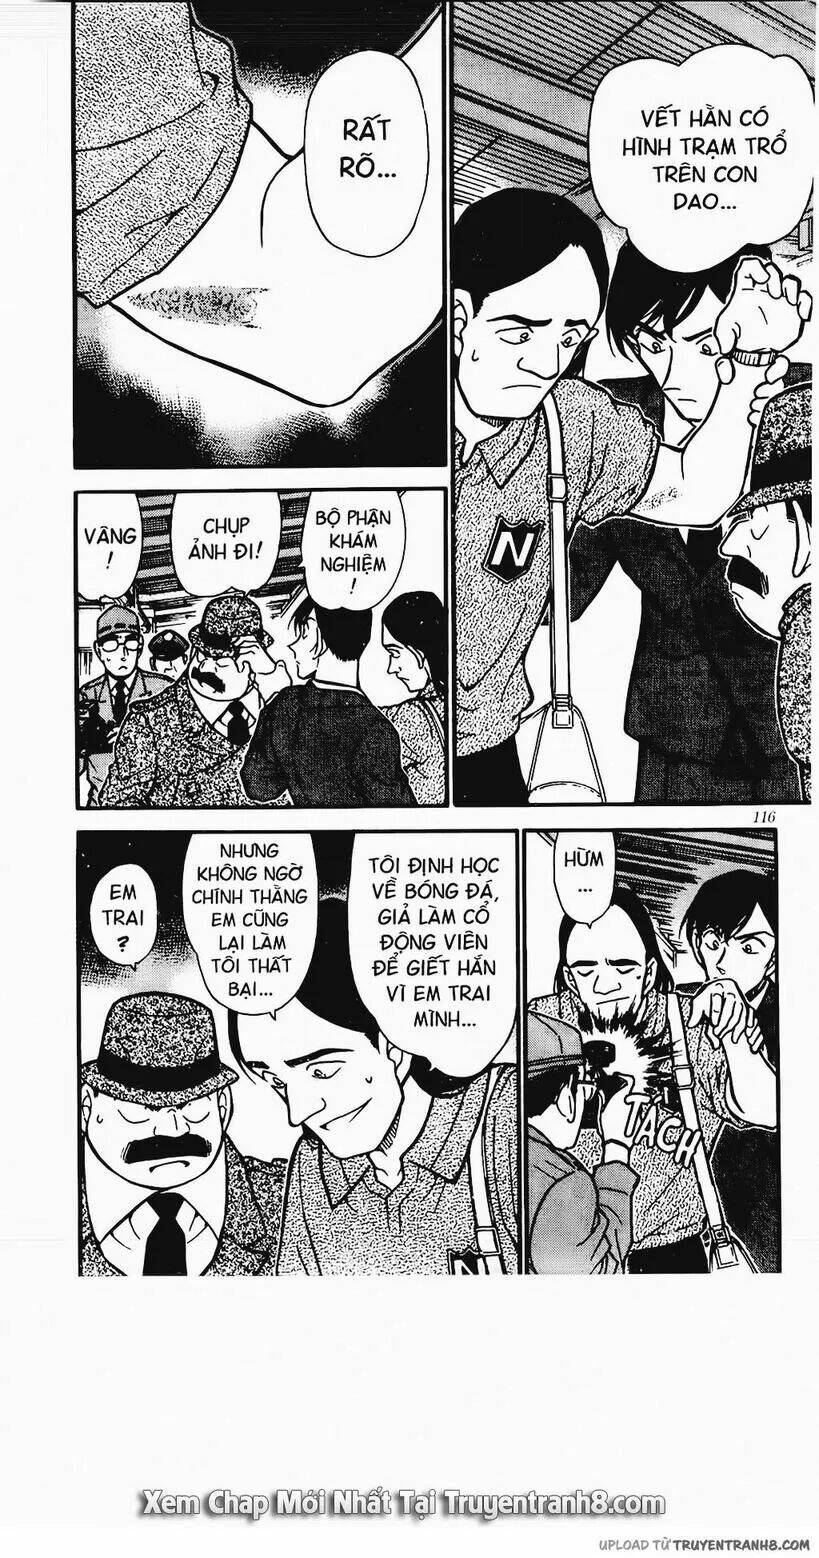 VẾT HẰN CÓ
HÌNH TRẠM TRỔ
TRÊN CON
DAO...
RẤT
RÕ...
N
BỘ PHẬN
KHÁM
NGHIỆM
!
CHỤP
ẢNH ĐI!
VÂNG
!
116
HỪM
...
TÁCH
TÔI ĐỊNH HỌC
VỀ BÓNG ĐÁ,
GIẢ LÀM CỔ
ĐỘNG VIÊN
ĐỂ GIẾT HẮN
VÌ EM TRAI
MÌNH...
NHƯNG
KHÔNG NGỜ
CHÍNH THẰNG
EM CŨNG
LẠI LÀM
TÔI THẤT
BẠI...
EM
TRAI
?
N
Xem Chap Mới Nhất Tại Truyentranh8.com
UPLOAD TỪ TRUYENTRANH8.COM